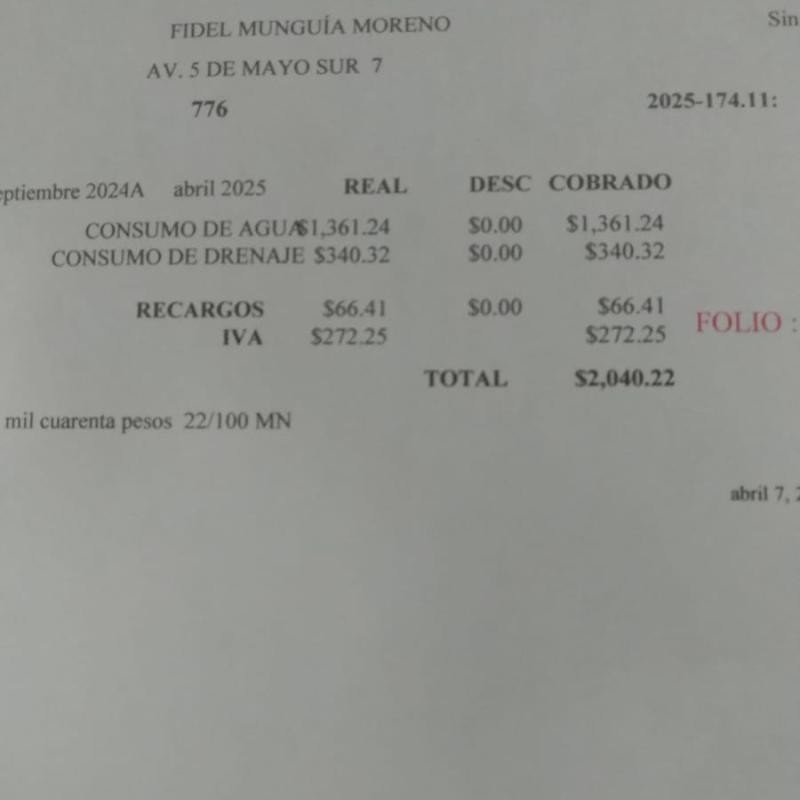 FIDEL MUNGUÍA MORENO
Sin
AV. 5 DE MAYO SUR 7
776
2025-174.11:
eptiembre 2024A abril 2025 REAL DESC COBRADO
CONSUMO DE AGUA $1,361.24 $0.00 $1,361.24
CONSUMO DE DRENAJE $340.32 $0.00 $340.32
RECARGOS $66.41 $0.00 $66.41
IVA $272.25 $272.25
FOLIO :
TOTAL $2,040.22
mil cuarenta pesos 22/100 MN
abril 7, 2